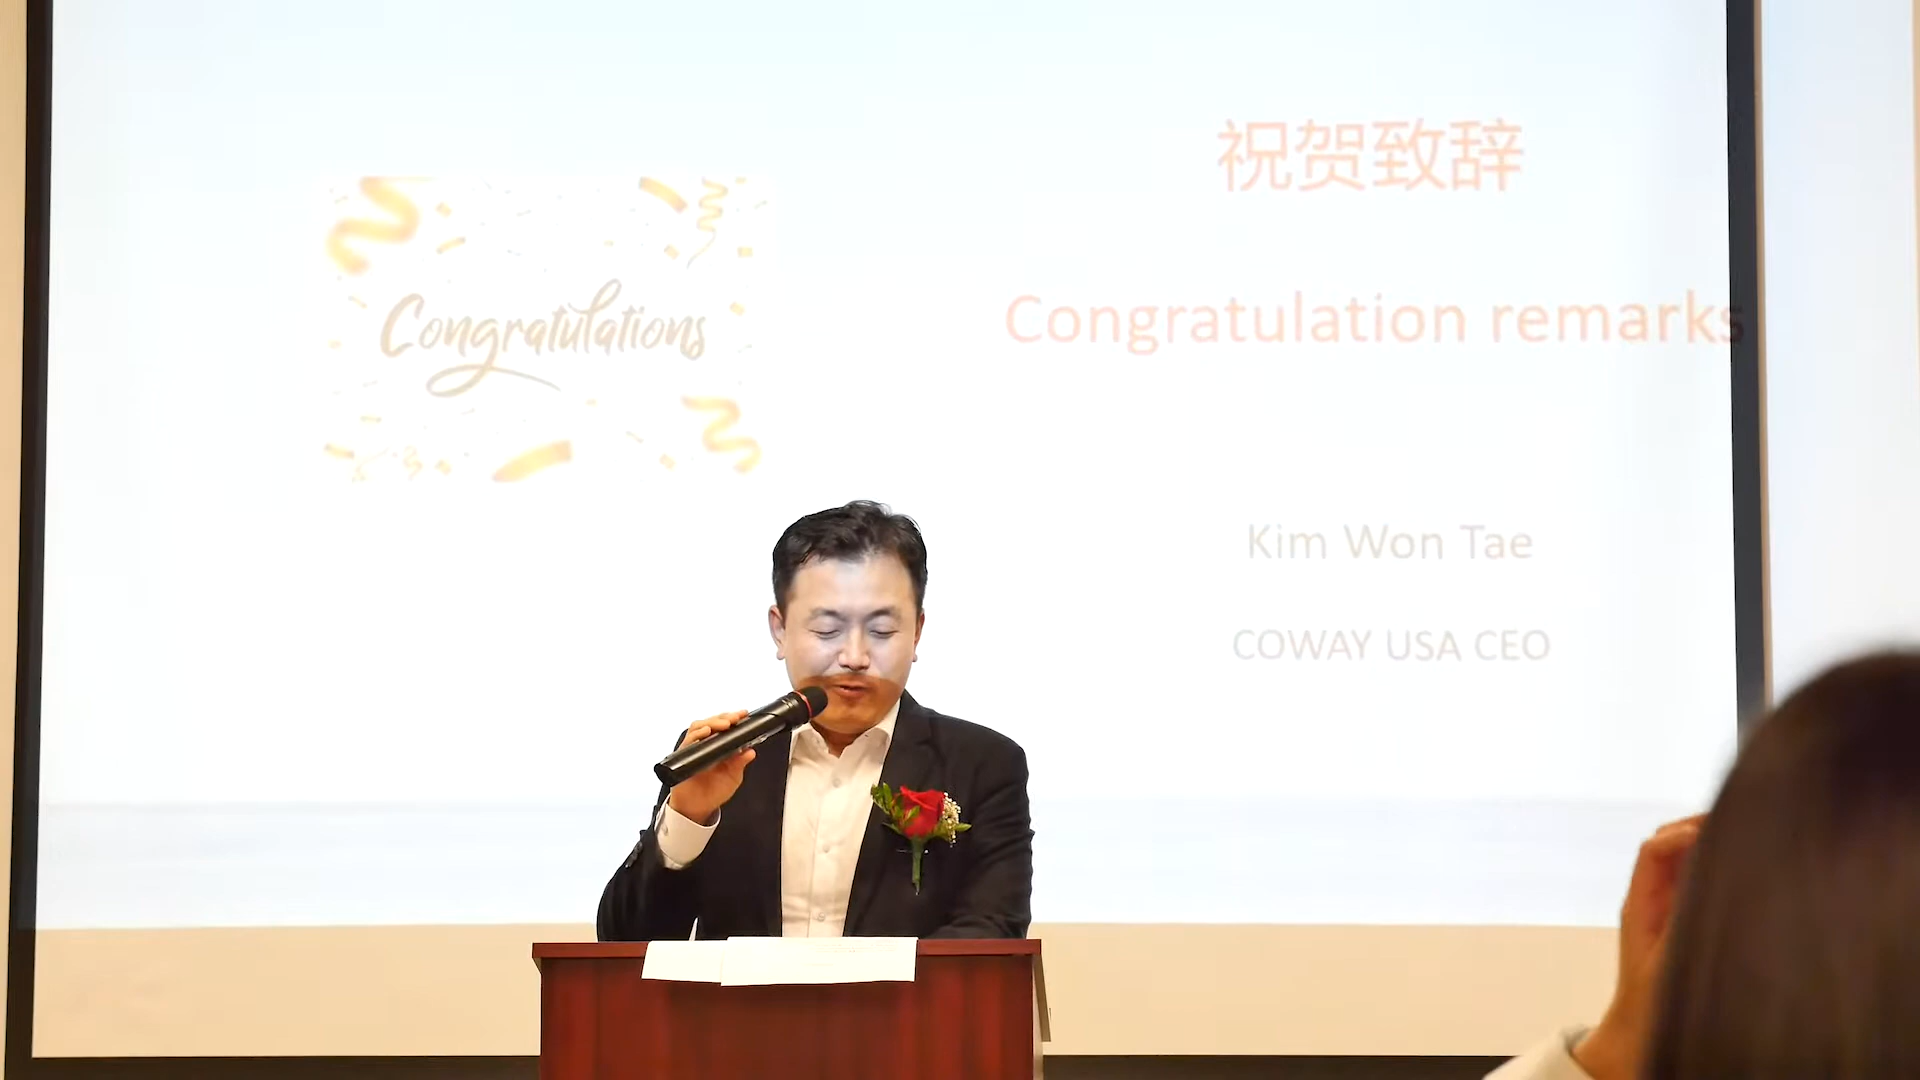 祝贺致辞
Congratulations
Congratulation remarks
Kim Won Tae
COWAY USA CEO